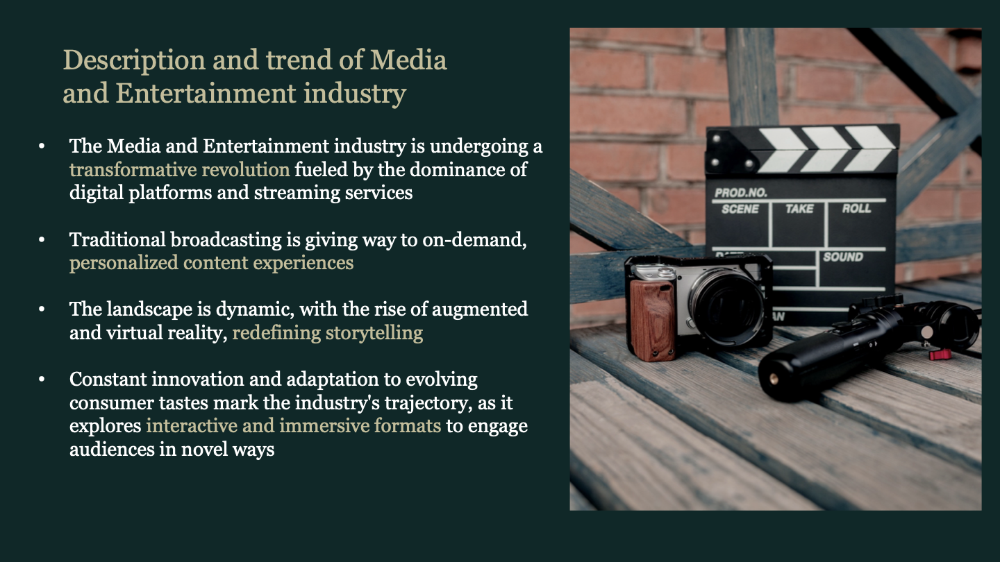 Description and trend of Media
and Entertainment industry
• The Media and Entertainment industry is undergoing a
transformative revolution fueled by the dominance of
digital platforms and streaming services
• Traditional broadcasting is giving way to on-demand,
personalized content experiences
• The landscape is dynamic, with the rise of augmented
and virtual reality, redefining storytelling
• Constant innovation and adaptation to evolving
consumer tastes mark the industry's trajectory, as it
explores interactive and immersive formats to engage
audiences in novel ways
PROD.NO.
SCENE TAKE ROLL
SOUND